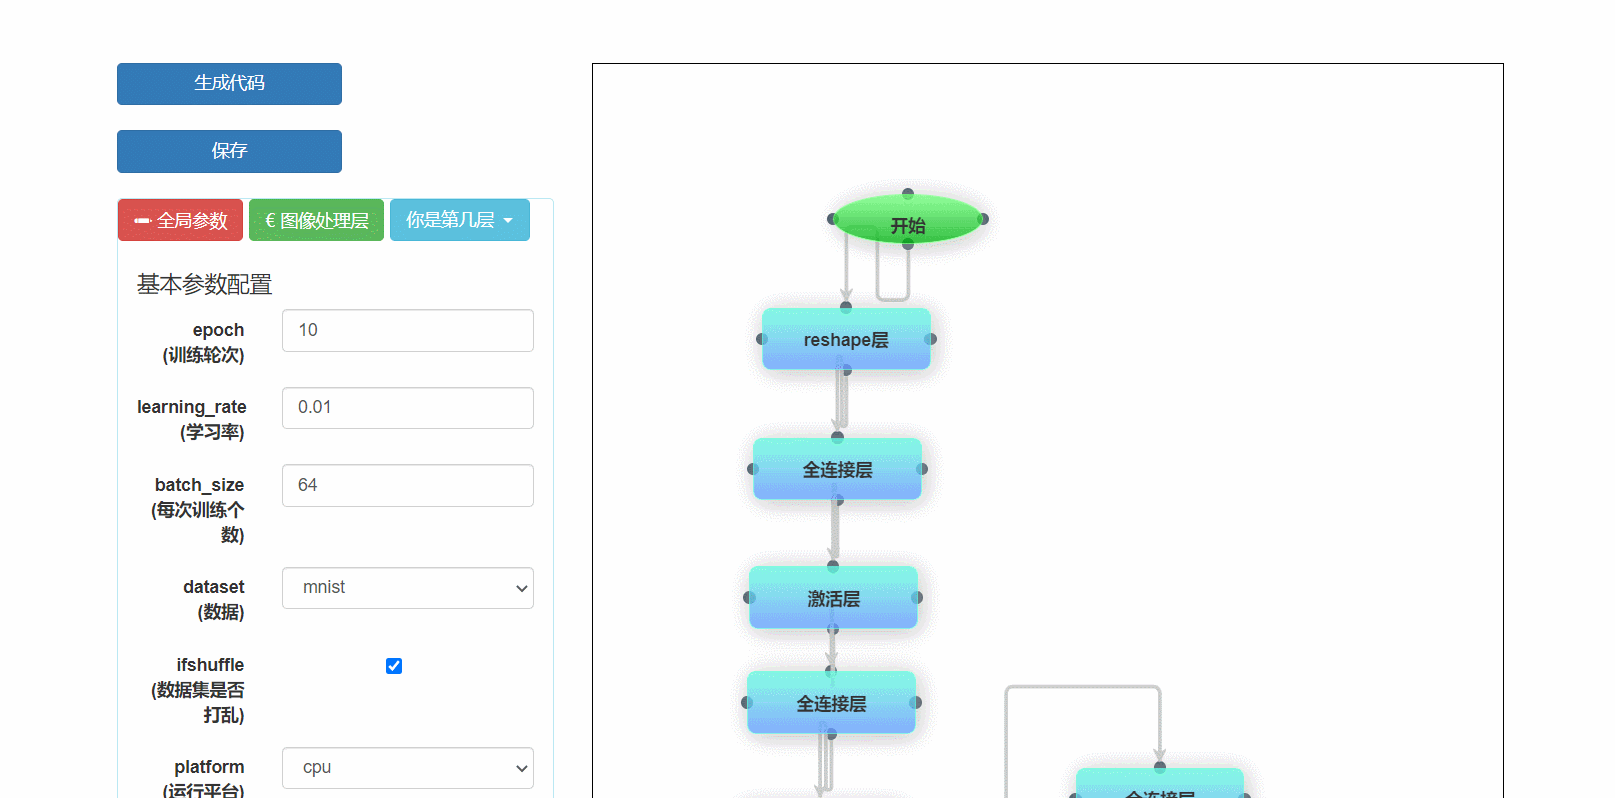 生成代码
保存
全局参数
€ 图像处理层
你是第几层
基本参数配置
epoch
(训练轮次)
10
learning_rate
(学习率)
0.01
batch_size
(每次训练个
数)
64
dataset
(数据)
mnist
ifshuffle
(数据集是否
打乱)
platform
(运行平台)
cpu
开始
reshape层
全连接层
激活层
全连接层
全连接层